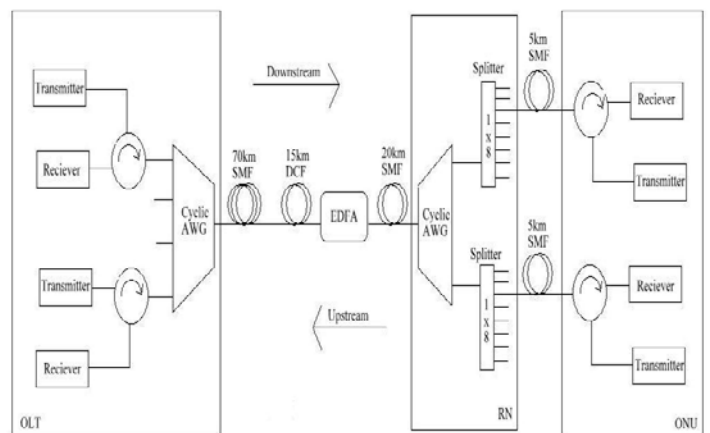 Transmitter
Reciever
Transmitter
Reciever
Cyclic
AWG
OLT
Downstream
70km
SMF
15km
DCF
EDFA
20km
SMF
Upstream
Cyclic
AWG
Splitter
1
x
8
Splitter
1
x
8
RN
5km
SMF
5km
SMF
Reciever
Transmitter
Reciever
Transmitter
ONU